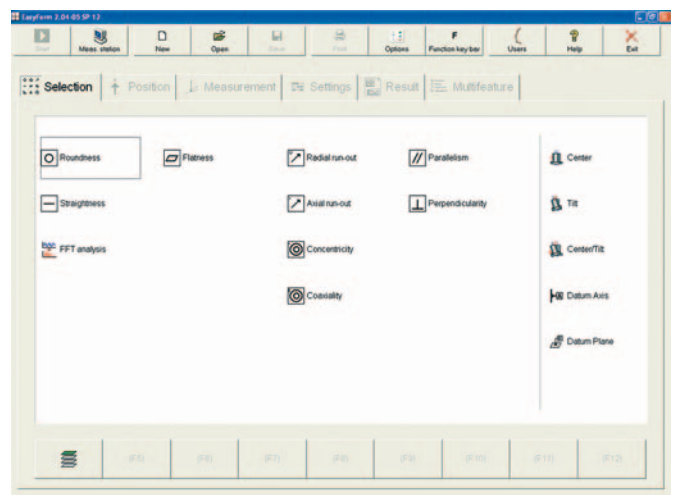 EasyForm 2.04-05 SP 12
Start Meas. station New Open Save Print Options Function key bar Users Help Exit
Selection Position Measurement Settings Result Multifeature
Roundness Flatness Radial run-out Parallelism Center
Straightness Axial run-out Perpendicularity Tilt
FFT analysis Concentricity Center/Tilt
Coaxiality Datum Axis
Datum Plane
(F5) (F6) (F7) (F8) (F9) (F10) (F11) (F12)